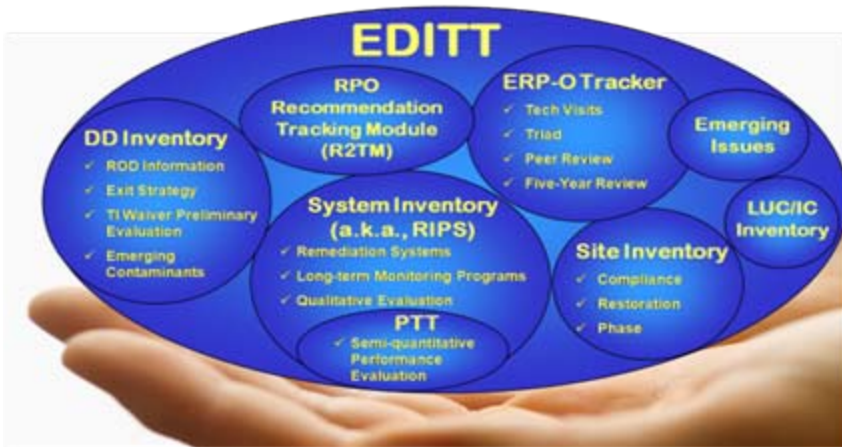 EDITT
RPO
Recommendation
Tracking Module
(R2TM)
ERP-O Tracker
✓ Tech Visits
✓ Triad
✓ Peer Review
✓ Five-Year Review
Emerging
Issues
DD Inventory
✓ ROD Information
✓ Exit Strategy
✓ TI Waiver Preliminary
Evaluation
✓ Emerging
Contaminants
System Inventory
(a.k.a., RIPS)
✓ Remediation Systems
✓ Long-term Monitoring Programs
✓ Qualitative Evaluation
PTT
✓ Semi-quantitative
Performance
Evaluation
LUC/IC
Inventory
Site Inventory
✓ Compliance
✓ Restoration
✓ Phase